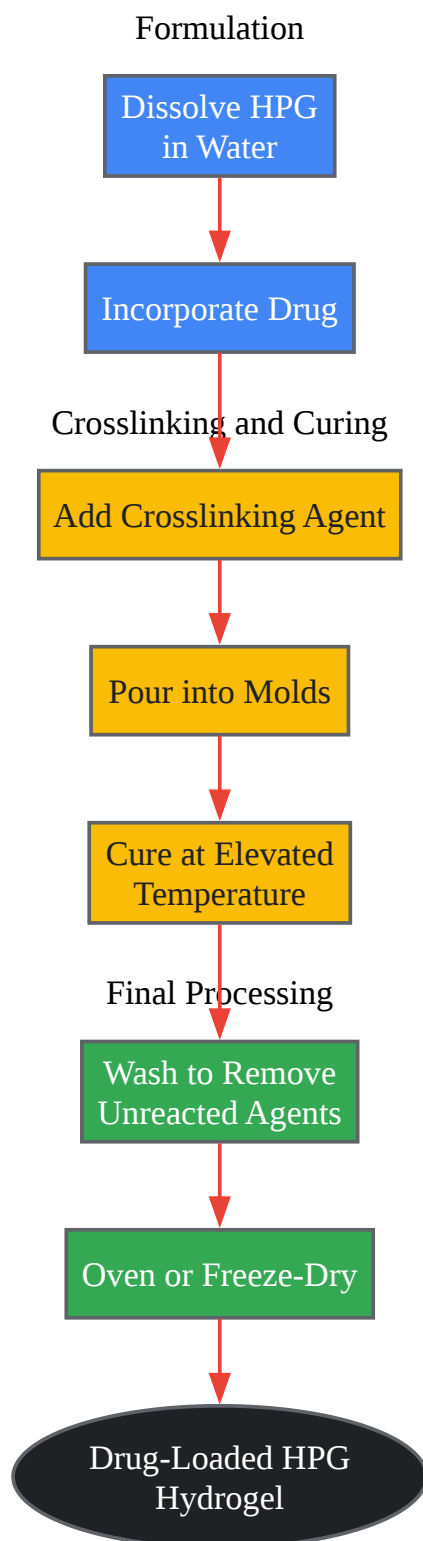 Formulation
Dissolve HPG
in Water
Incorporate Drug
Crosslinking and Curing
Add Crosslinking Agent
Pour into Molds
Cure at Elevated
Temperature
Final Processing
Wash to Remove
Unreacted Agents
Oven or Freeze-Dry
Drug-Loaded HPG
Hydrogel